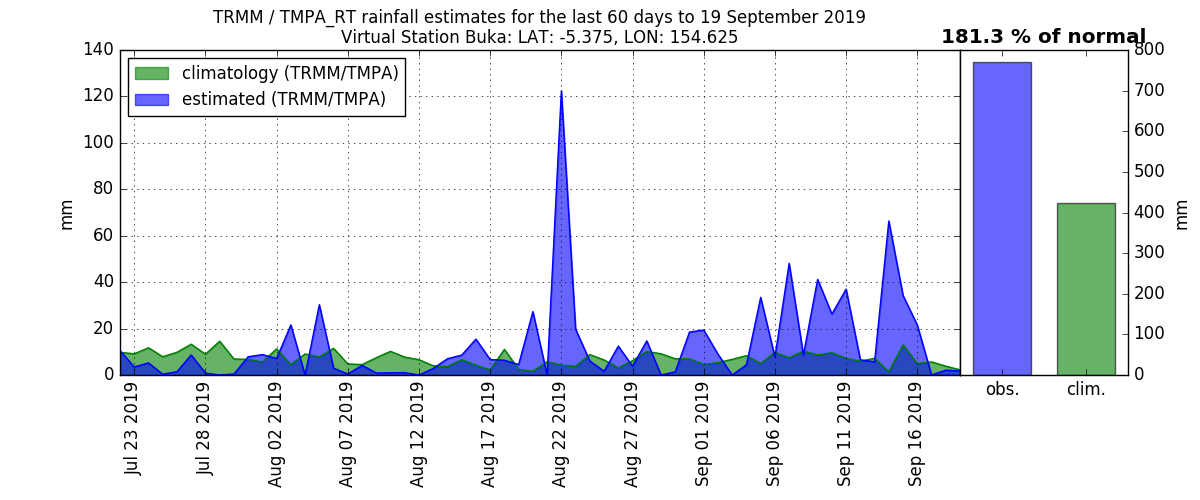 TRMM / TMPA_RT rainfall estimates for the last 60 days to 19 September 2019
Virtual Station Buka: LAT: -5.375, LON: 154.625
181.3 % of normal
climatology (TRMM/TMPA)
estimated (TRMM/TMPA)
140
120
100
80
60
40
20
0
mm
Jul 23 2019
Jul 28 2019
Aug 02 2019
Aug 07 2019
Aug 12 2019
Aug 17 2019
Aug 22 2019
Aug 27 2019
Sep 01 2019
Sep 06 2019
Sep 11 2019
Sep 16 2019
obs.
clim.
800
700
600
500
400
300
200
100
0
mm